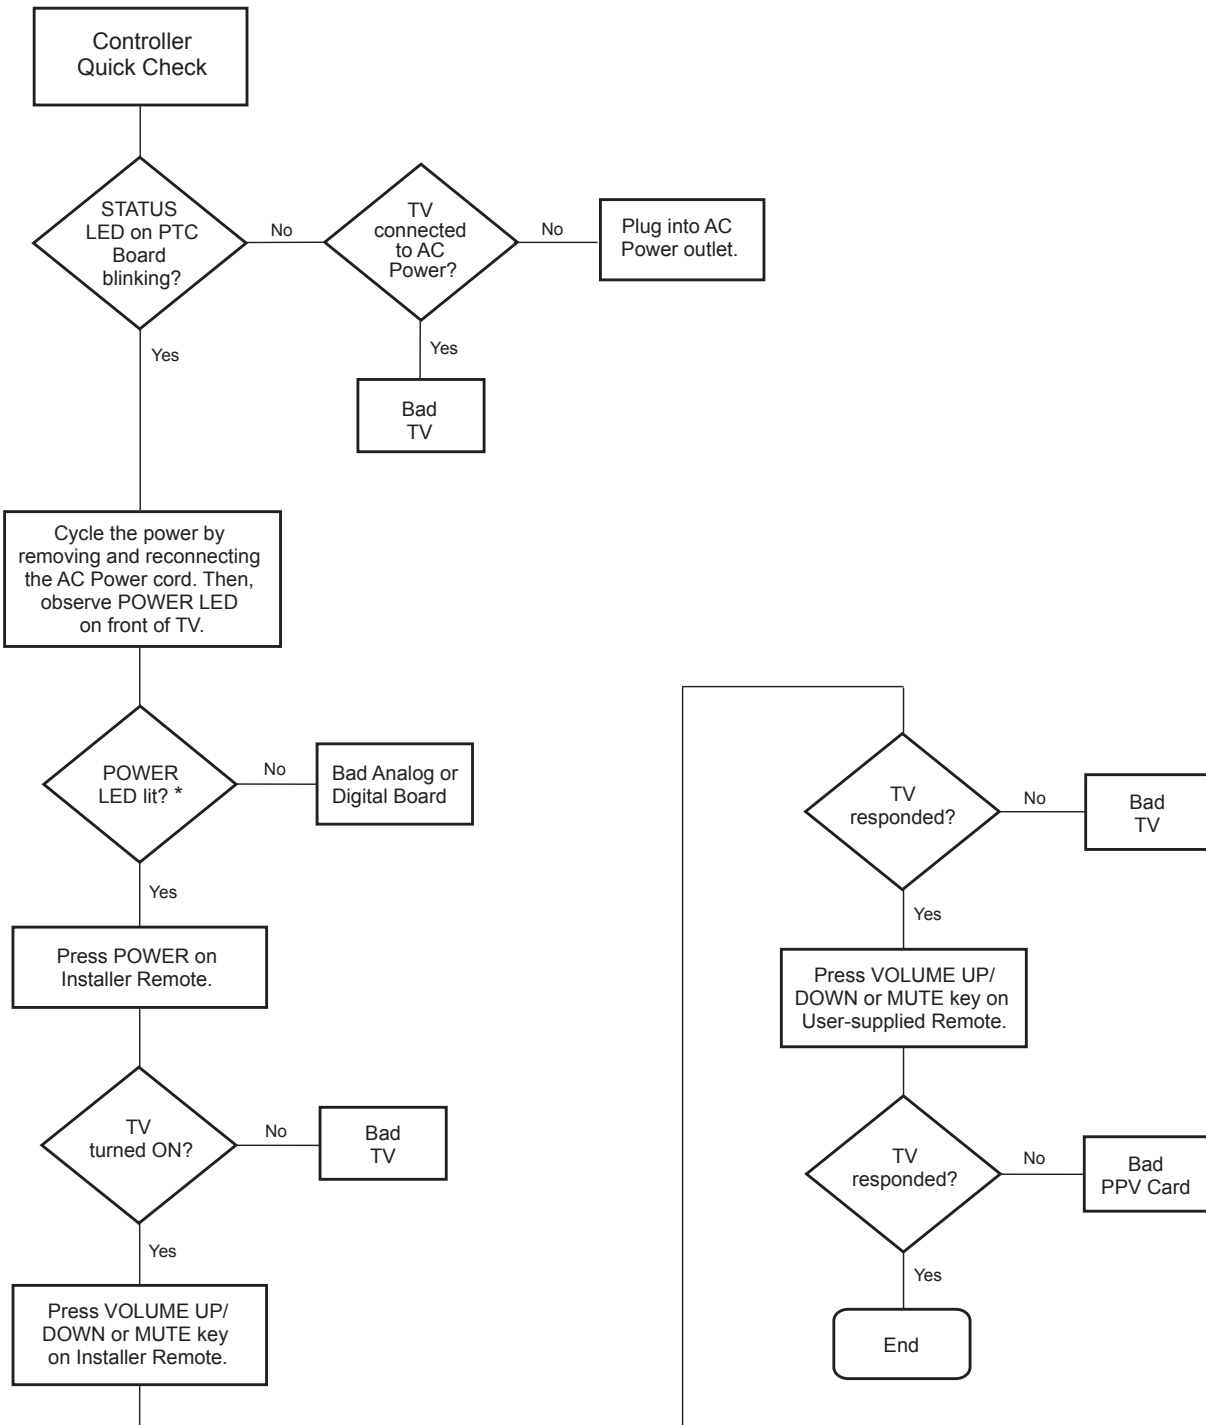 Controller
Quick Check
STATUS
LED on PTC
Board
blinking?
No
TV
connected
to AC
Power?
No
Plug into AC
Power outlet.
Yes
Yes
Bad
TV
Cycle the power by
removing and reconnecting
the AC Power cord. Then,
observe POWER LED
on front of TV.
POWER
LED lit? *
No
Bad Analog or
Digital Board
Yes
Press POWER on
Installer Remote.
TV
turned ON?
No
Bad
TV
Yes
Press VOLUME UP/
DOWN or MUTE key
on Installer Remote.
TV
responded?
No
Bad
TV
Yes
Press VOLUME UP/
DOWN or MUTE key on
User-supplied Remote.
TV
responded?
No
Bad
PPV Card
Yes
End